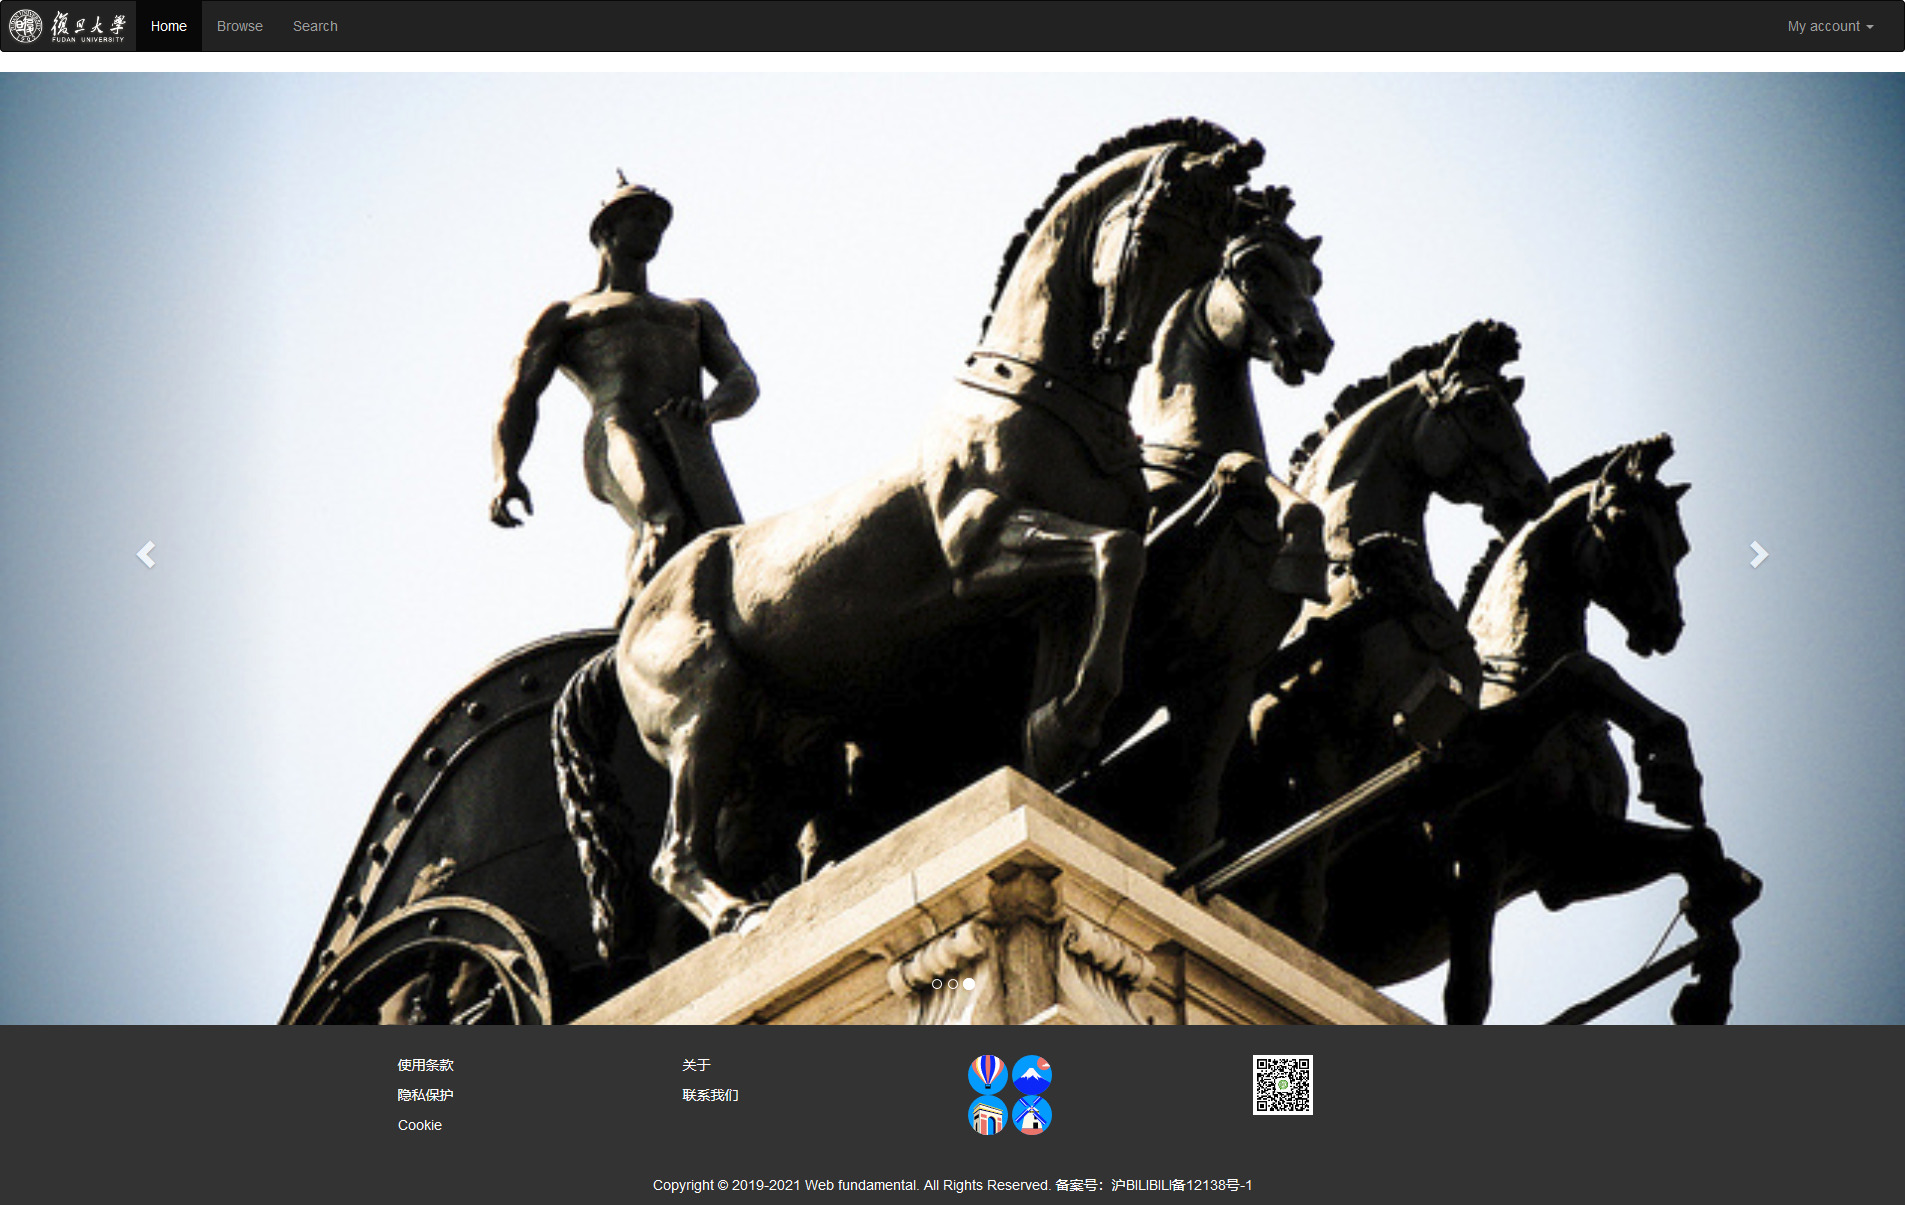 復旦大學
FUDAN UNIVERSITY
Home
Browse
Search
My account
使用条款
隐私保护
Cookie
关于
联系我们
Copyright © 2019-2021 Web fundamental. All Rights Reserved. 备案号：沪BILIBILI备12138号-1